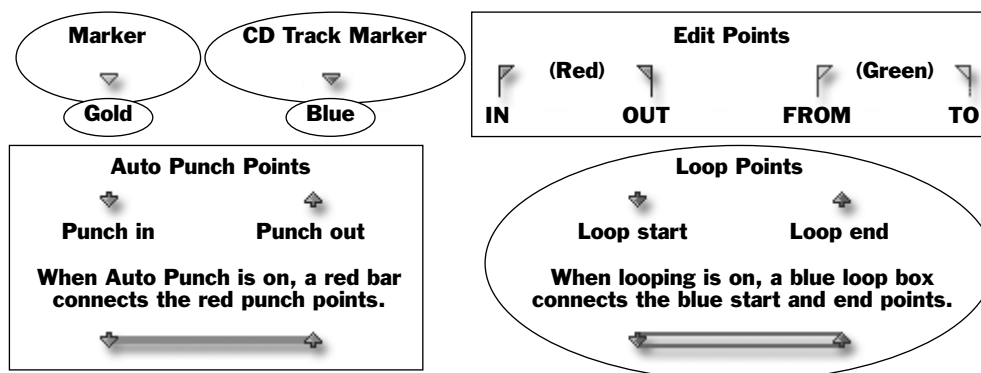 Marker
Gold
CD Track Marker
Blue
Edit Points
(Red)
(Green)
IN
OUT
FROM
TO
Auto Punch Points
Punch in
Punch out
When Auto Punch is on, a red bar
connects the red punch points.
Loop Points
Loop start
Loop end
When looping is on, a blue loop box
connects the blue start and end points.